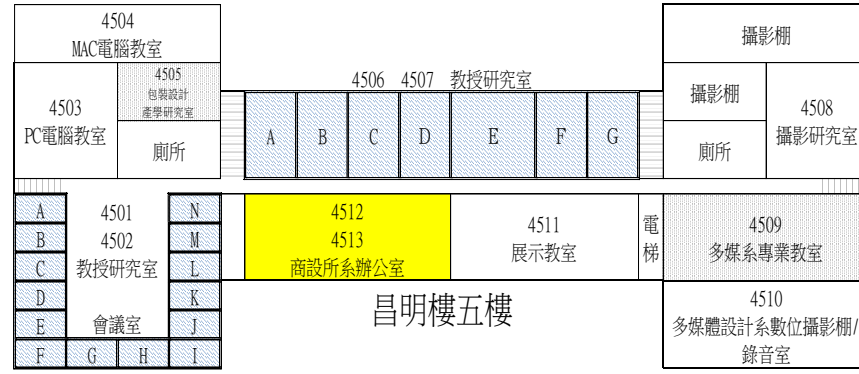 4504
MAC電腦教室
4503
PC電腦教室
4505
包裝設計
產學研究室
廁所
4506 4507 教授研究室
A B C D E F G
攝影棚
攝影棚
4508
攝影研究室
廁所
A
B
C
D
E
F
G
H
I
J
K
L
M
N
4501
4502
教授研究室
會議室
4512
4513
商設所系辦公室
4511
展示教室
電
梯
4509
多媒系專業教室
4510
多媒體設計系數位攝影棚/
錄音室
昌明樓五樓